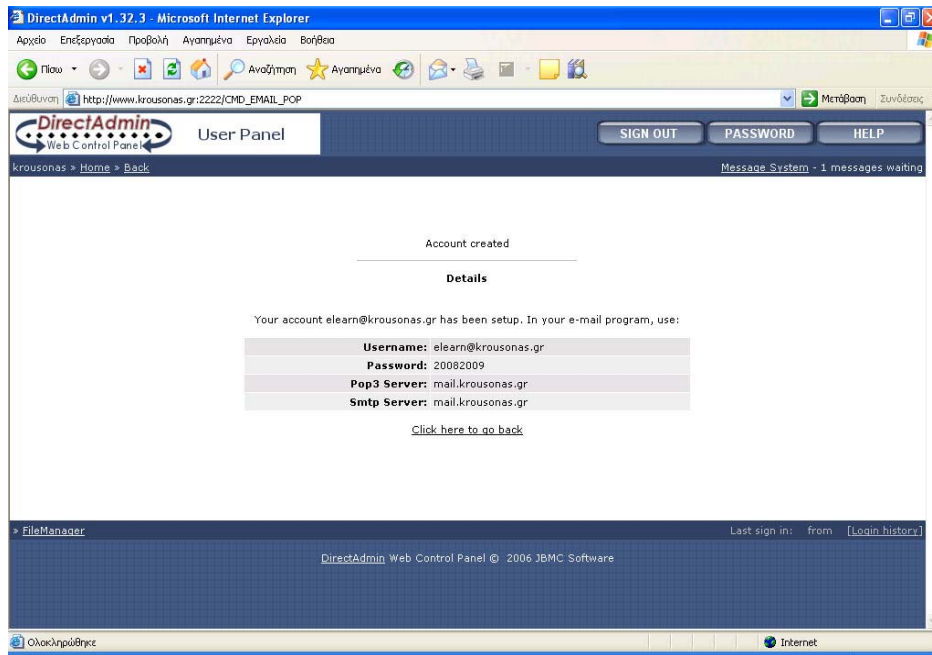 DirectAdmin v1.32.3 - Microsoft Internet Explorer
Αρχείο Επεξεργασία Προβολή Αγαπημένα Εργαλεία Βοήθεια
Πίσω Αναζήτηση Αγαπημένα
Διεύθυνση http://www.krousonas.gr:2222/CMD_EMAIL_POP Μετάβαση Συνδέσεις
DirectAdmin
Web Control Panel
User Panel
SIGN OUT PASSWORD HELP
krousonas » Home » Back Message System - 1 messages waiting
Account created
Details
Your account elearn@krousonas.gr has been setup. In your e-mail program, use:
Username: elearn@krousonas.gr
Password: 20082009
Pop3 Server: mail.krousonas.gr
Smtp Server: mail.krousonas.gr
Click here to go back
» FileManager Last sign in: from [Login history]
DirectAdmin Web Control Panel © 2006 JBMC Software
Ολοκληρώθηκε Internet